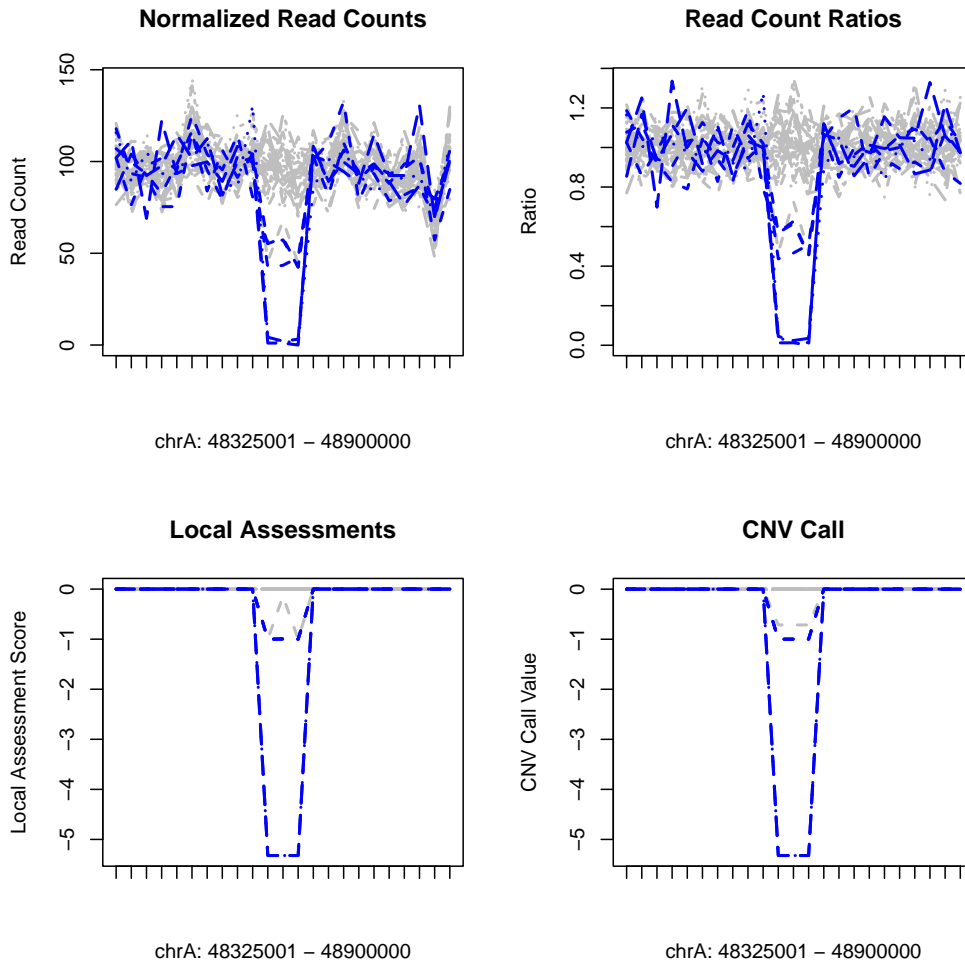 Normalized Read Counts
Read Count
0
50
100
150
chrA: 48325001 – 48900000
Read Count Ratios
Ratio
0.0
0.4
0.8
1.2
chrA: 48325001 – 48900000
Local Assessments
Local Assessment Score
0
−1
−2
−3
−4
−5
chrA: 48325001 – 48900000
CNV Call
CNV Call Value
0
−1
−2
−3
−4
−5
chrA: 48325001 – 48900000